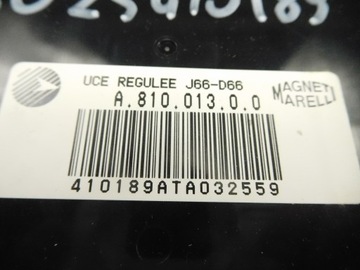 UCE REGULEE J66-D66
A.810.013.0.0
MAGNETI
MARELLI
410189ATA032559